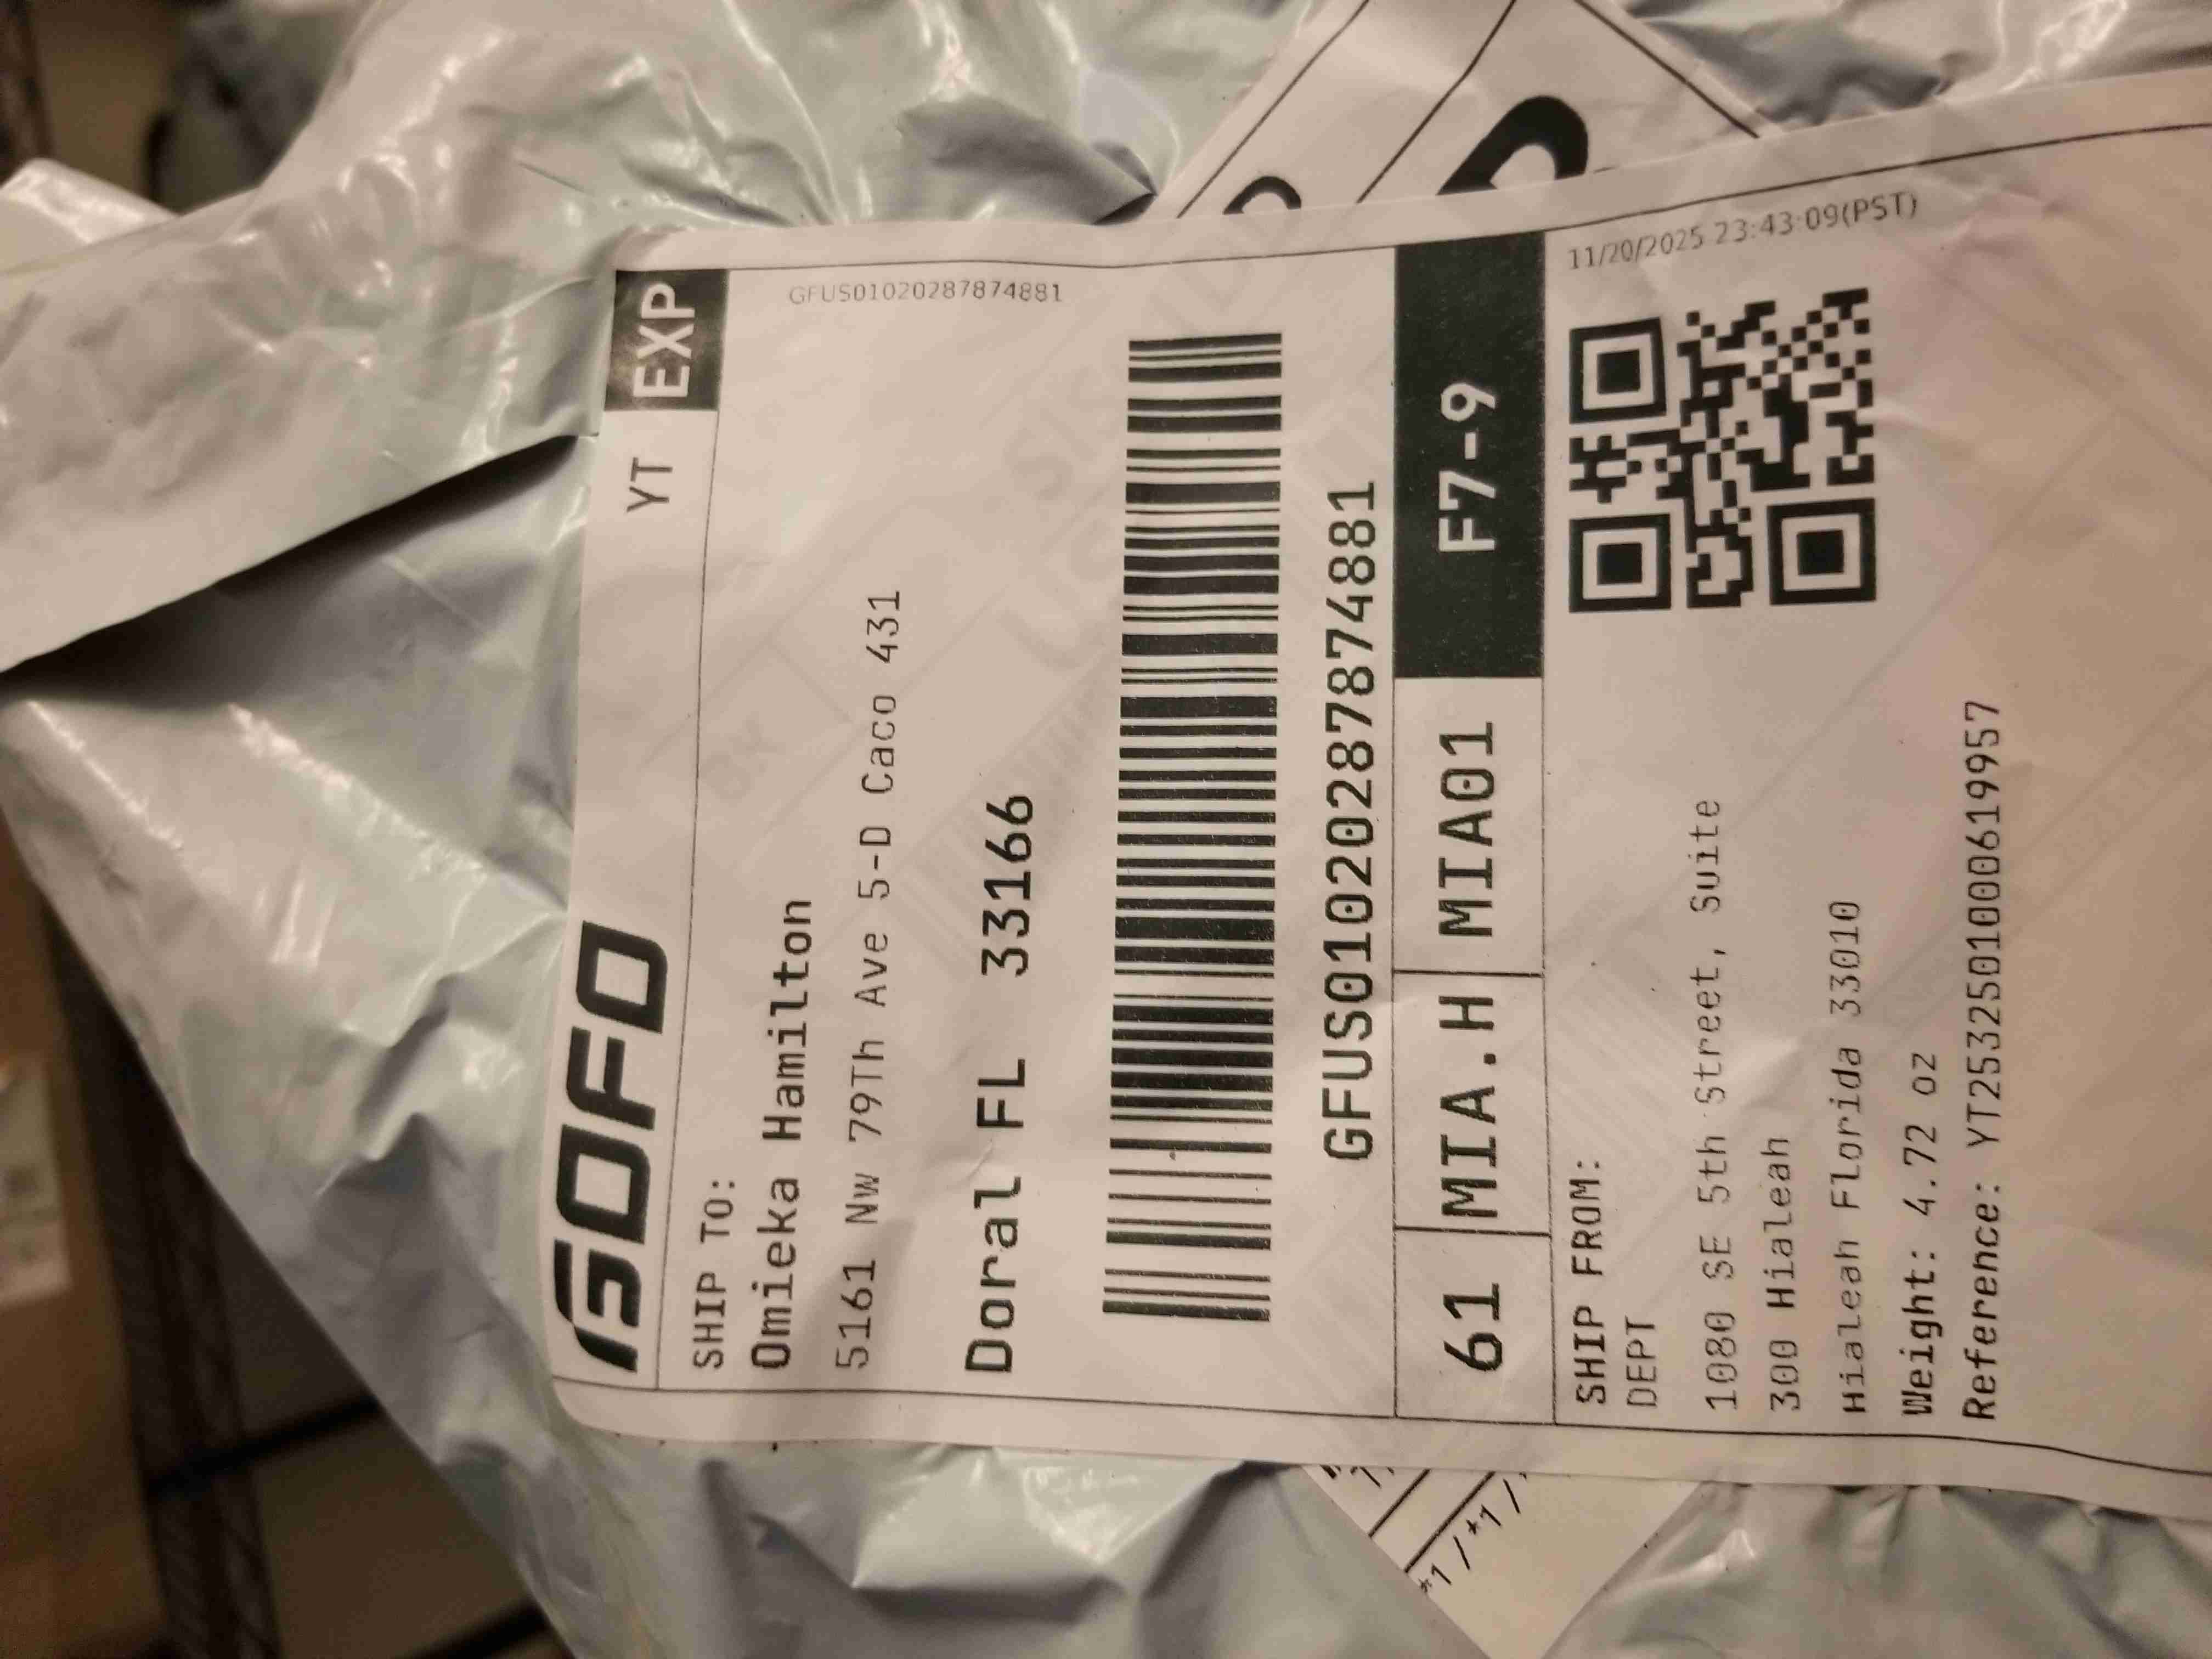 GOFO YT EXP
GFUS01020287874881
SHIP TO:
Omieka Hamilton
5161 Nw 79Th Ave 5-D Caco 431
Doral FL 33166
GFUS01020287874881
61 MIA.H MIA01 F7-9
11/20/2025 23:43:09(PST)
SHIP FROM:
DEPT
1080 SE 5th Street, Suite
300 Hialeah
Hialeah Florida 33010
Weight: 4.72 oz
Reference: YT2532501000619957
*1/*1/